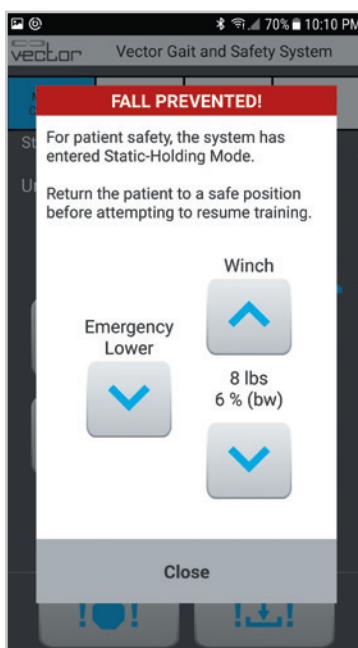 70% 10:10 PM
vector Vector Gait and Safety System
FALL PREVENTED!
For patient safety, the system has
entered Static-Holding Mode.
Return the patient to a safe position
before attempting to resume training.
Winch
Emergency
Lower
8 lbs
6 % (bw)
Close
! !
! !